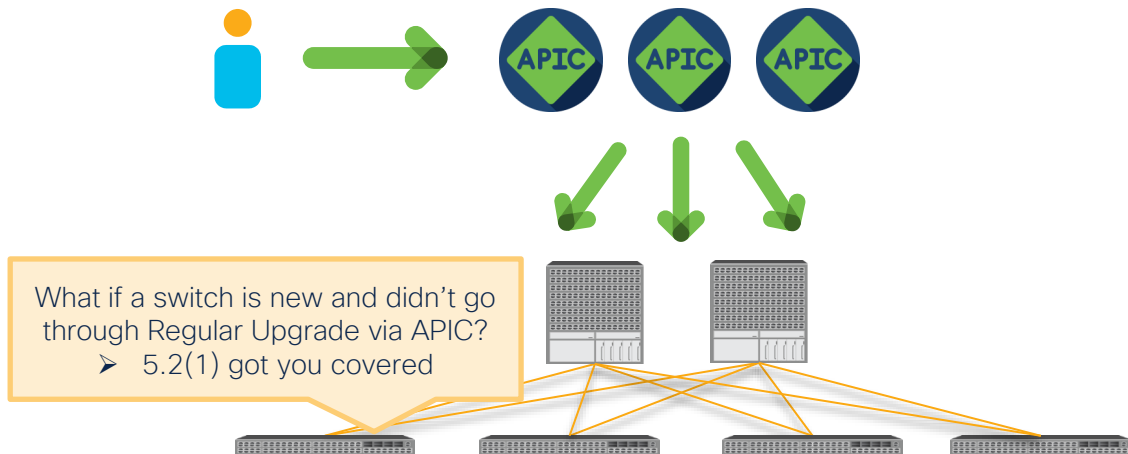 APIC APIC APIC
What if a switch is new and didn't go
through Regular Upgrade via APIC?
➢ 5.2(1) got you covered